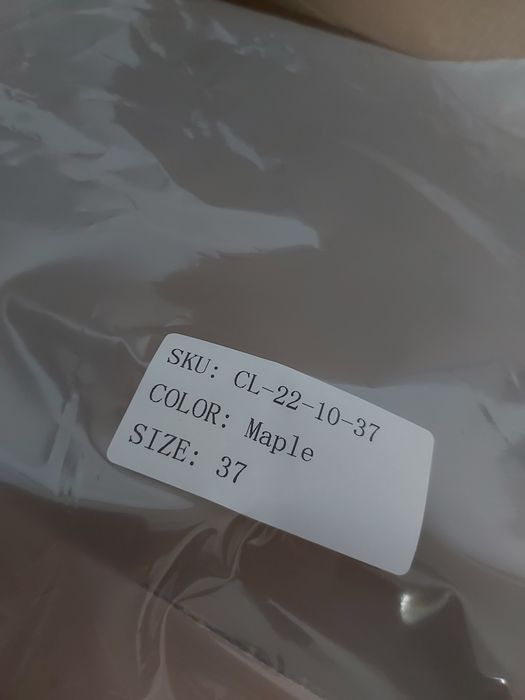 SKU: CL-22-10-37
COLOR: Maple
SIZE: 37